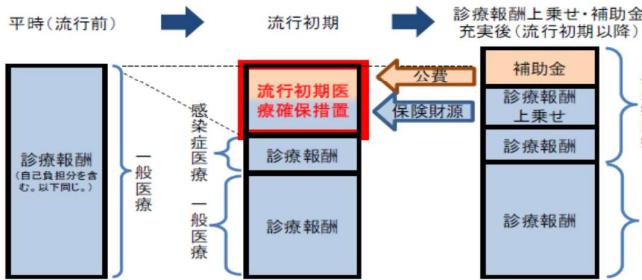 平時（流行前）
流行初期
診療報酬上乗せ・補助金
充実後（流行初期以降）
診療報酬
（自己負担分を含
む。以下同じ。）
一般医療
流行初期医
療確保措置
感染症医療
診療報酬
一般医療
診療報酬
公費
保険財源
補助金
診療報酬
上乗せ
診療報酬
診療報酬